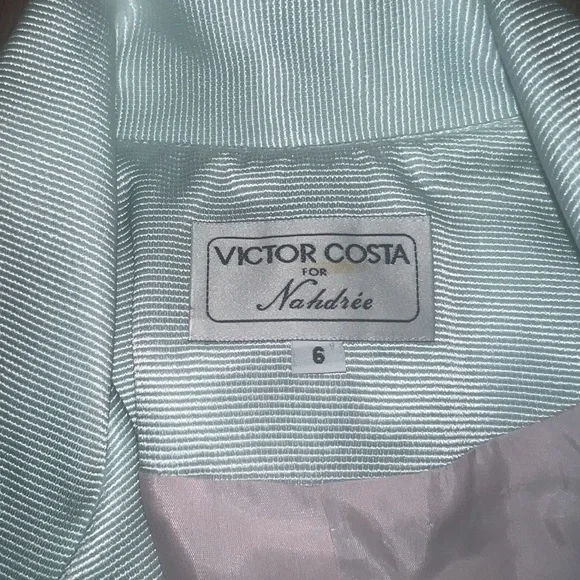 VICTOR COSTA
FOR
Nahdrée
6